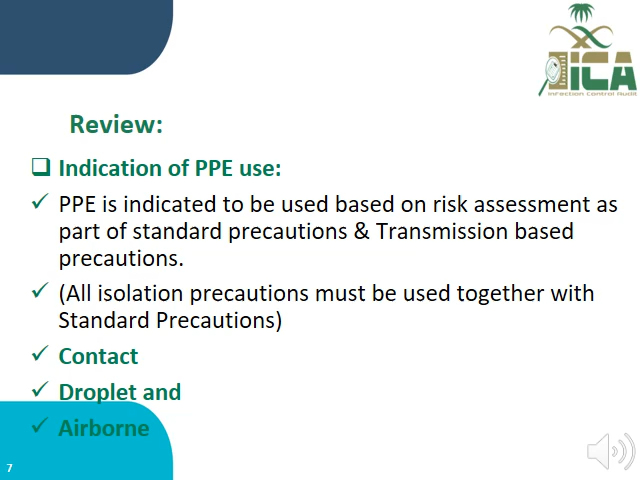 iCA
Infection Control Audit
Review:
Indication of PPE use:
PPE is indicated to be used based on risk assessment as
part of standard precautions & Transmission based
precautions.
(All isolation precautions must be used together with
Standard Precautions)
Contact
Droplet and
Airborne
7